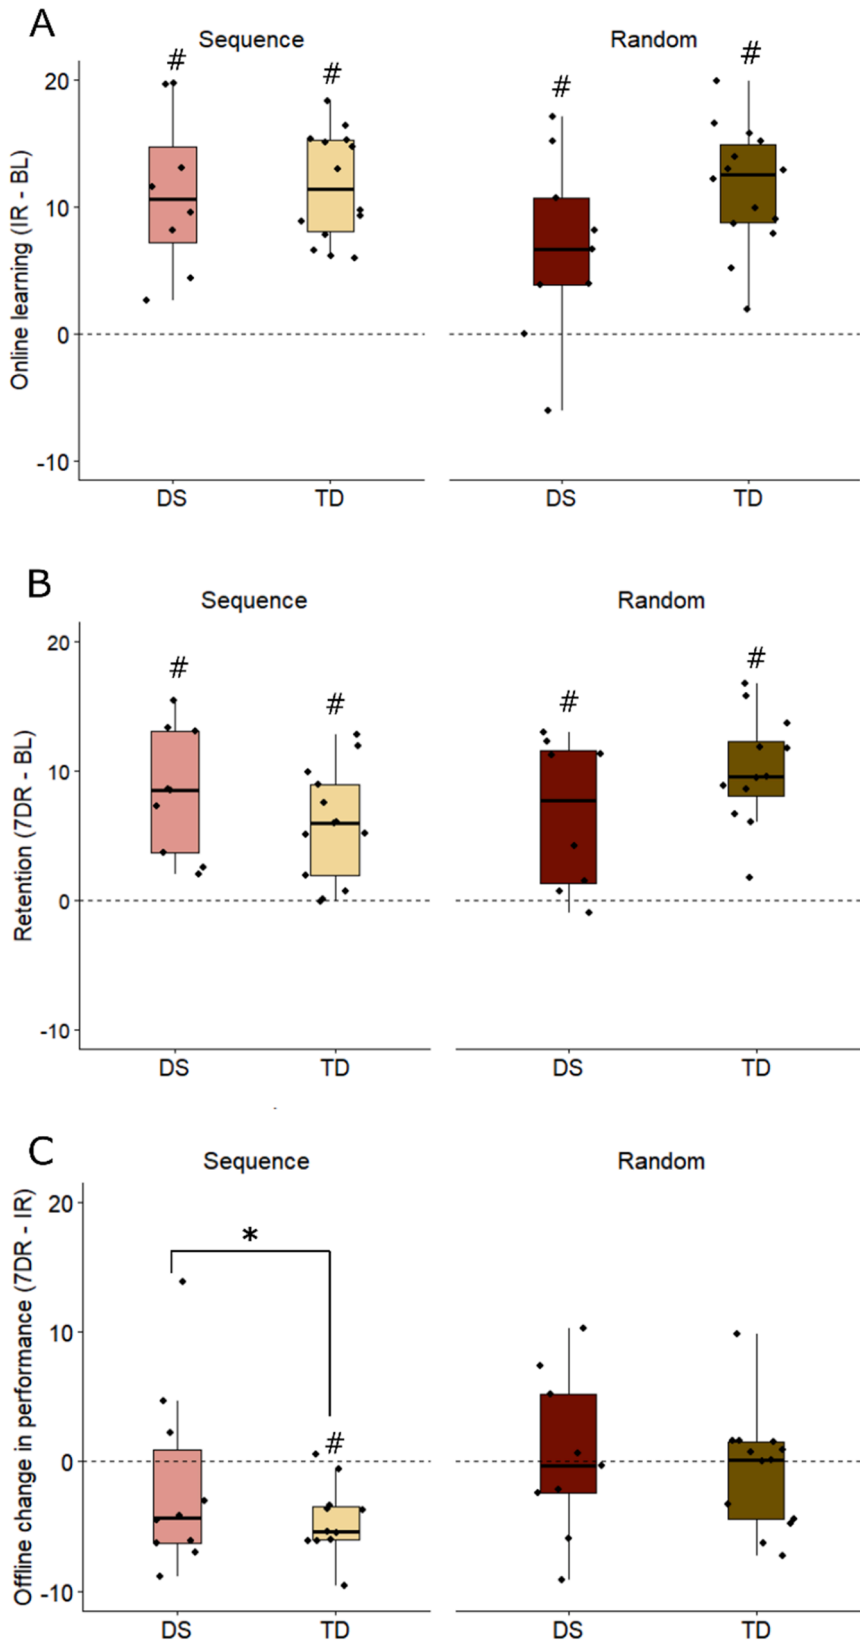 A
Sequence
Random
#
#
#
#
Online learning (IR - BL)
20
10
0
-10
DS
TD
DS
TD
B
Sequence
Random
#
#
#
#
Retention (7DR - BL)
20
10
0
-10
DS
TD
DS
TD
C
Sequence
Random
*
#
Offline change in performance (7DR - IR)
20
10
0
-10
DS
TD
DS
TD